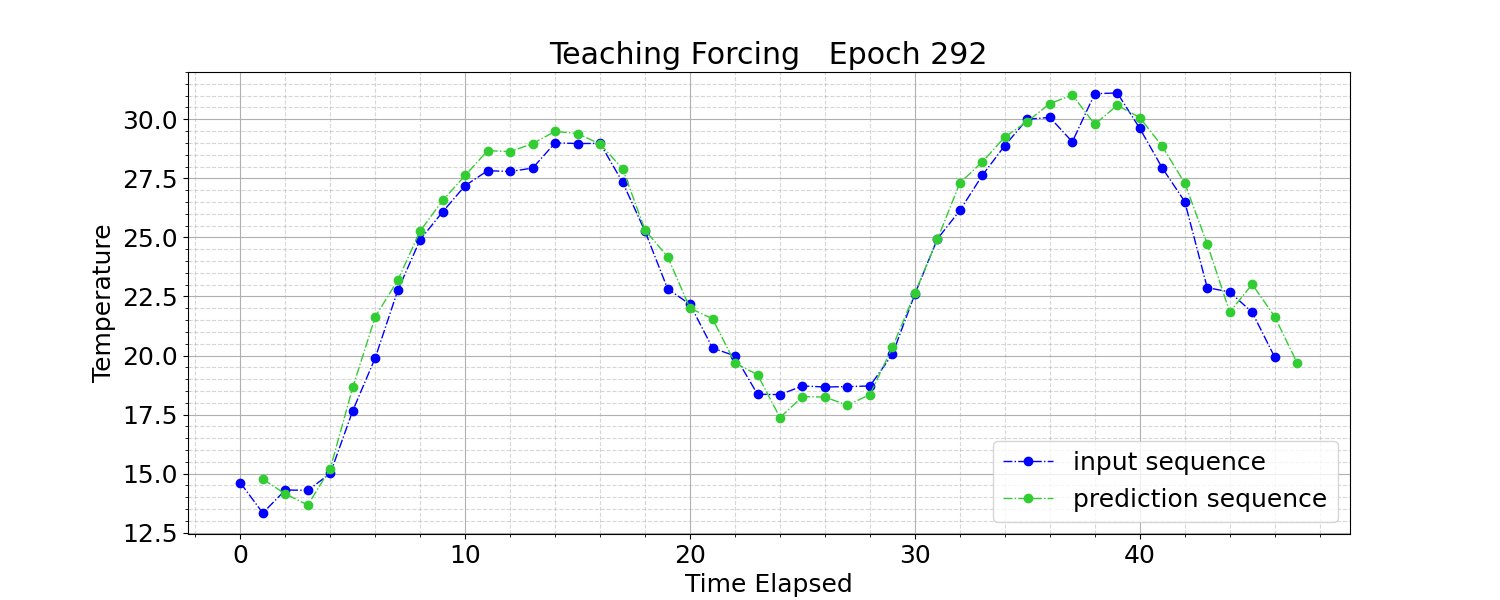 Teaching Forcing   Epoch 292
30.0
27.5
25.0
22.5
20.0
17.5
15.0
12.5
Temperature
input sequence
prediction sequence
0 10 20 30 40
Time Elapsed